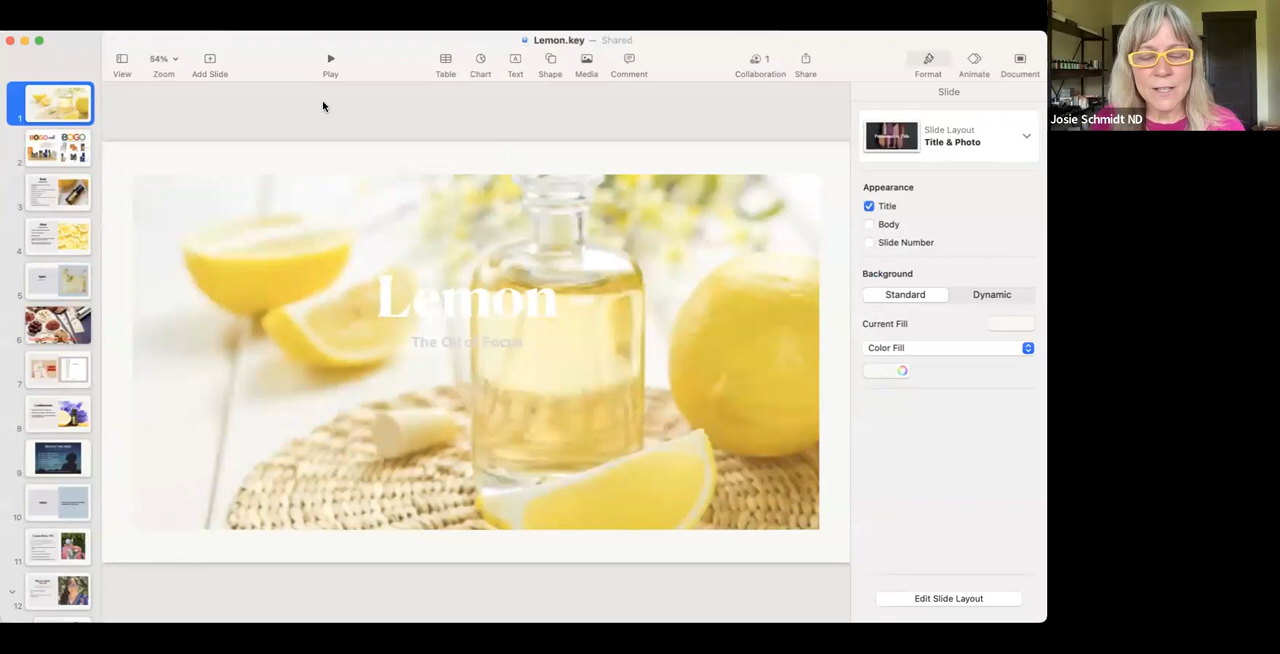 Lemon.key — Shared
View
54%
Zoom
Add Slide
Play
Table
Chart
Text
Shape
Media
Comment
1
Collaboration
Share
Format
Animate
Document
Josie Schmidt ND
Slide
Slide Layout
Title & Photo
Appearance
Title
Body
Slide Number
Background
Standard
Dynamic
Current Fill
Color Fill
Edit Slide Layout
Lemon
The Oil of Focus
1
BOGO
BOGO
2
3
4
5
6
7
8
9
10
11
12